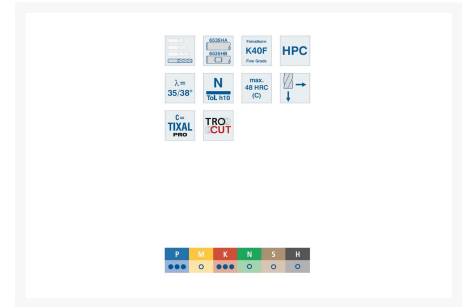 6535HA
6535HB
Feinstkorn
K40F
Fine Grade
HPC
λ=
35/38°
N
Tol. h10
max.
48 HRC
(C)
C=
TIXAL
PRO
TRO
CUT
P M K N S H